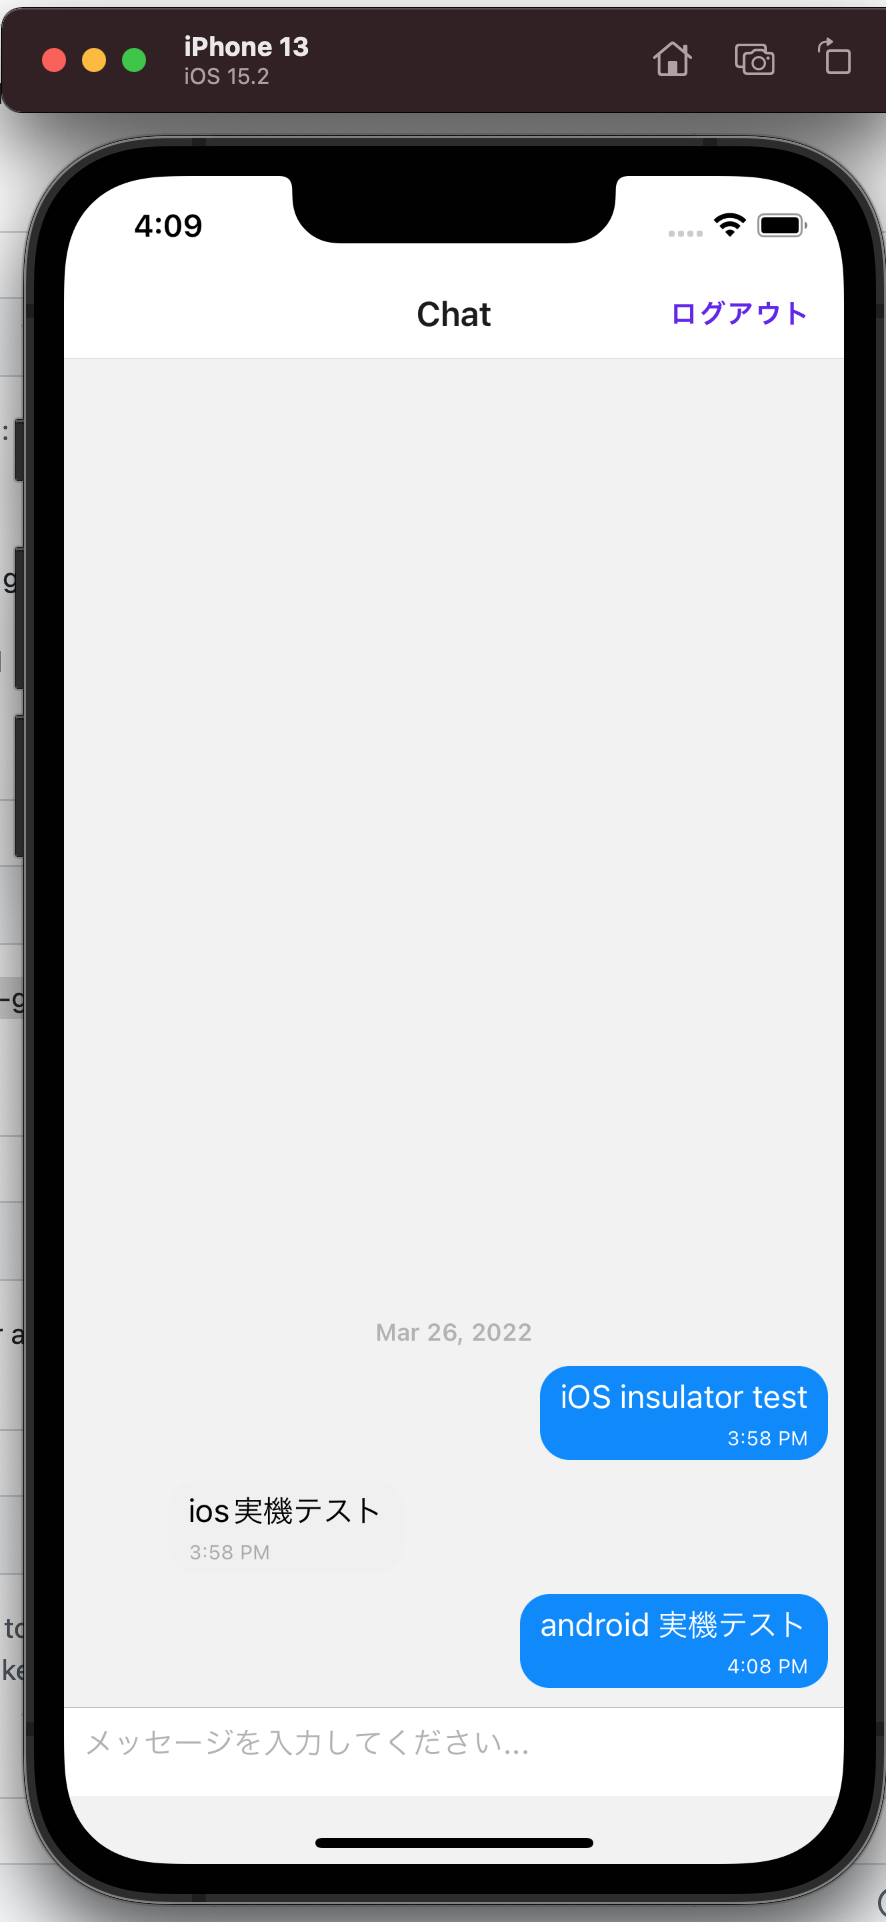 iPhone 13
iOS 15.2
4:09
Chat
ログアウト
Mar 26, 2022
iOS insulator test
3:58 PM
ios実機テスト
3:58 PM
android 実機テスト
4:08 PM
メッセージを入力してください...